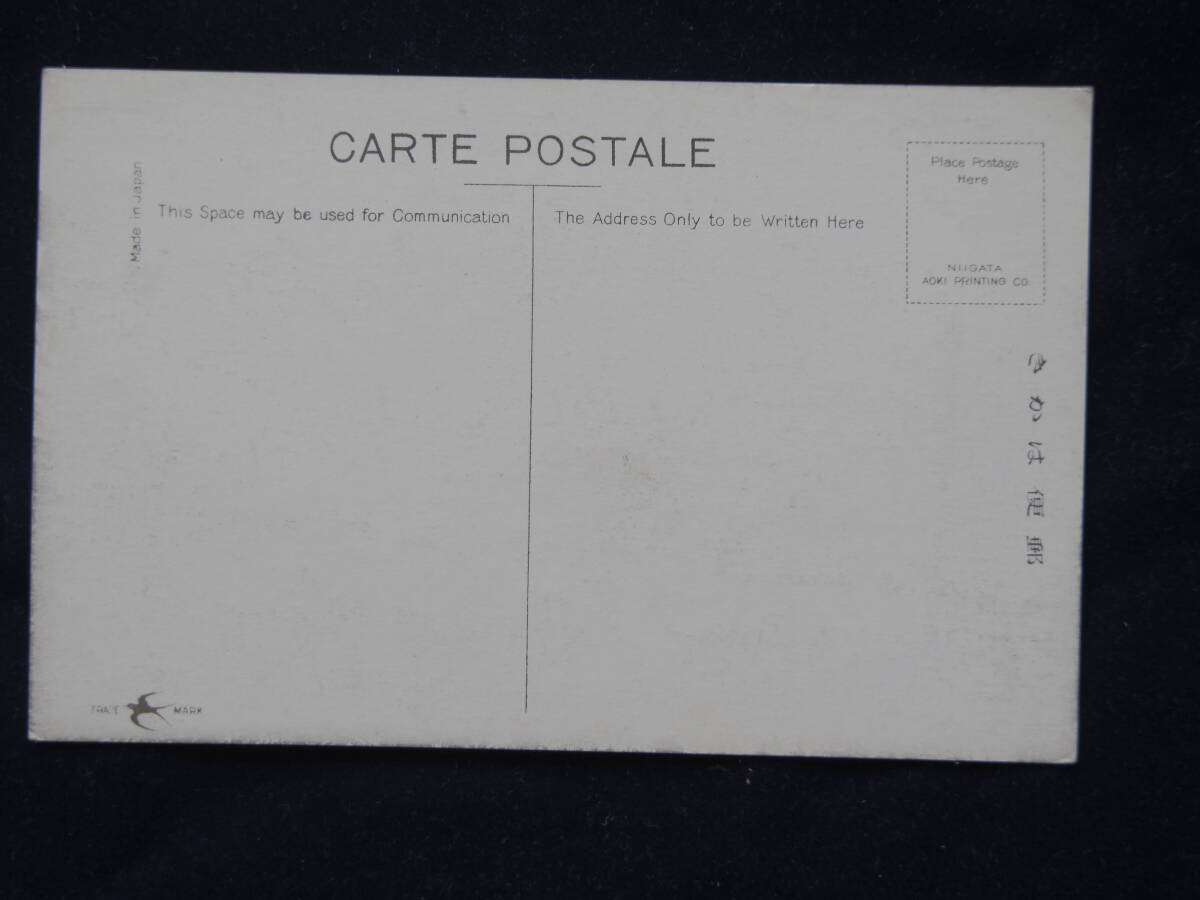 CARTE POSTALE
Made in Japan
This Space may be used for Communication
The Address Only to be Written Here
Place Postage
Here
NIIGATA
AOKI PRINTING CO.
きかは便郵
TRADE MARK